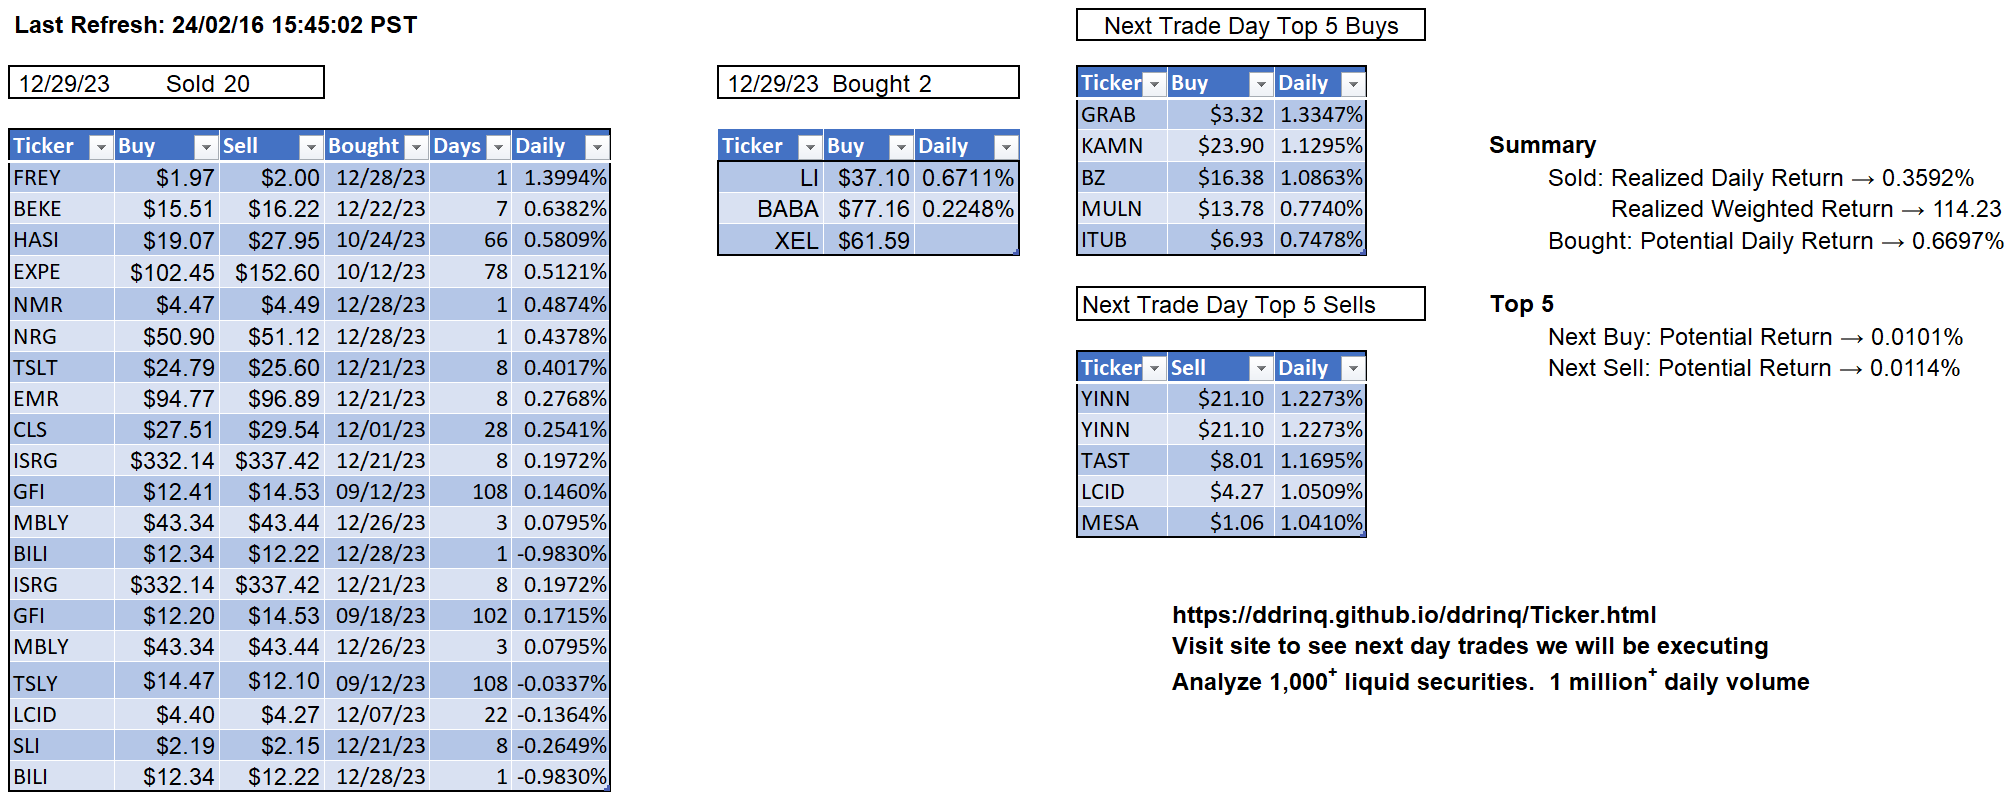 Last Refresh: 24/02/16 15:45:02 PST
12/29/23 Sold 20
Ticker Buy Sell Bought Days Daily
FREY $1.97 $2.00 12/28/23 1 1.3994%
BEKE $15.51 $16.22 12/22/23 7 0.6382%
HASI $19.07 $27.95 10/24/23 66 0.5809%
EXPE $102.45 $152.60 10/12/23 78 0.5121%
NMR $4.47 $4.49 12/28/23 1 0.4874%
NRG $50.90 $51.12 12/28/23 1 0.4378%
TSLT $24.79 $25.60 12/21/23 8 0.4017%
EMR $94.77 $96.89 12/21/23 8 0.2768%
CLS $27.51 $29.54 12/01/23 28 0.2541%
ISRG $332.14 $337.42 12/21/23 8 0.1972%
GFI $12.41 $14.53 09/12/23 108 0.1460%
MBLY $43.34 $43.44 12/26/23 3 0.0795%
BILI $12.34 $12.22 12/28/23 1 -0.9830%
ISRG $332.14 $337.42 12/21/23 8 0.1972%
GFI $12.20 $14.53 09/18/23 102 0.1715%
MBLY $43.34 $43.44 12/26/23 3 0.0795%
TSLY $14.47 $12.10 09/12/23 108 -0.0337%
LCID $4.40 $4.27 12/07/23 22 -0.1364%
SLI $2.19 $2.15 12/21/23 8 -0.2649%
BILI $12.34 $12.22 12/28/23 1 -0.9830%
12/29/23 Bought 2
Ticker Buy Daily
LI $37.10 0.6711%
BABA $77.16 0.2248%
XEL $61.59
Next Trade Day Top 5 Buys
Ticker Buy Daily
GRAB $3.32 1.3347%
KAMN $23.90 1.1295%
BZ $16.38 1.0863%
MULN $13.78 0.7740%
ITUB $6.93 0.7478%
Next Trade Day Top 5 Sells
Ticker Sell Daily
YINN $21.10 1.2273%
YINN $21.10 1.2273%
TAST $8.01 1.1695%
LCID $4.27 1.0509%
MESA $1.06 1.0410%
Summary
Sold: Realized Daily Return → 0.3592%
Realized Weighted Return → 114.23
Bought: Potential Daily Return → 0.6697%
Top 5
Next Buy: Potential Return → 0.0101%
Next Sell: Potential Return → 0.0114%
https://ddrinq.github.io/ddrinq/Ticker.html
Visit site to see next day trades we will be executing
Analyze 1,000+ liquid securities. 1 million+ daily volume